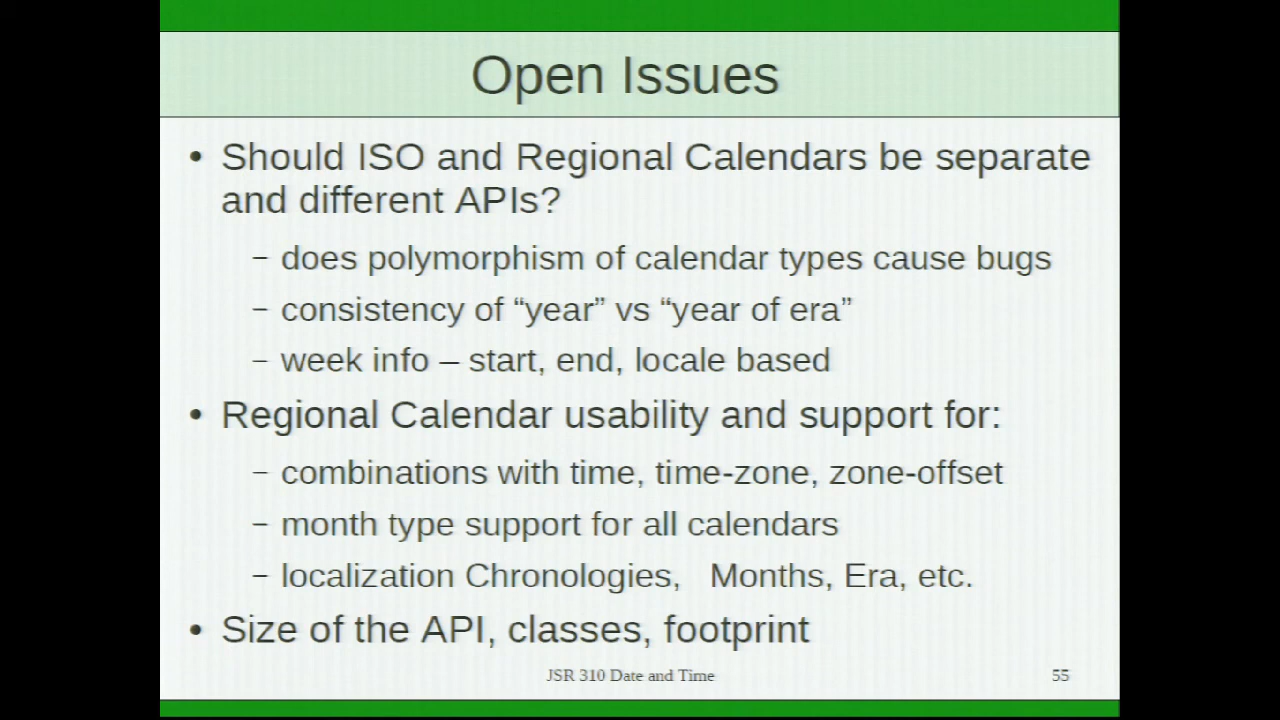 Open Issues
• Should ISO and Regional Calendars be separate
and different APIs?
– does polymorphism of calendar types cause bugs
– consistency of “year” vs “year of era”
– week info – start, end, locale based
• Regional Calendar usability and support for:
– combinations with time, time-zone, zone-offset
– month type support for all calendars
– localization Chronologies,   Months, Era, etc.
• Size of the API, classes, footprint
JSR 310 Date and Time
55